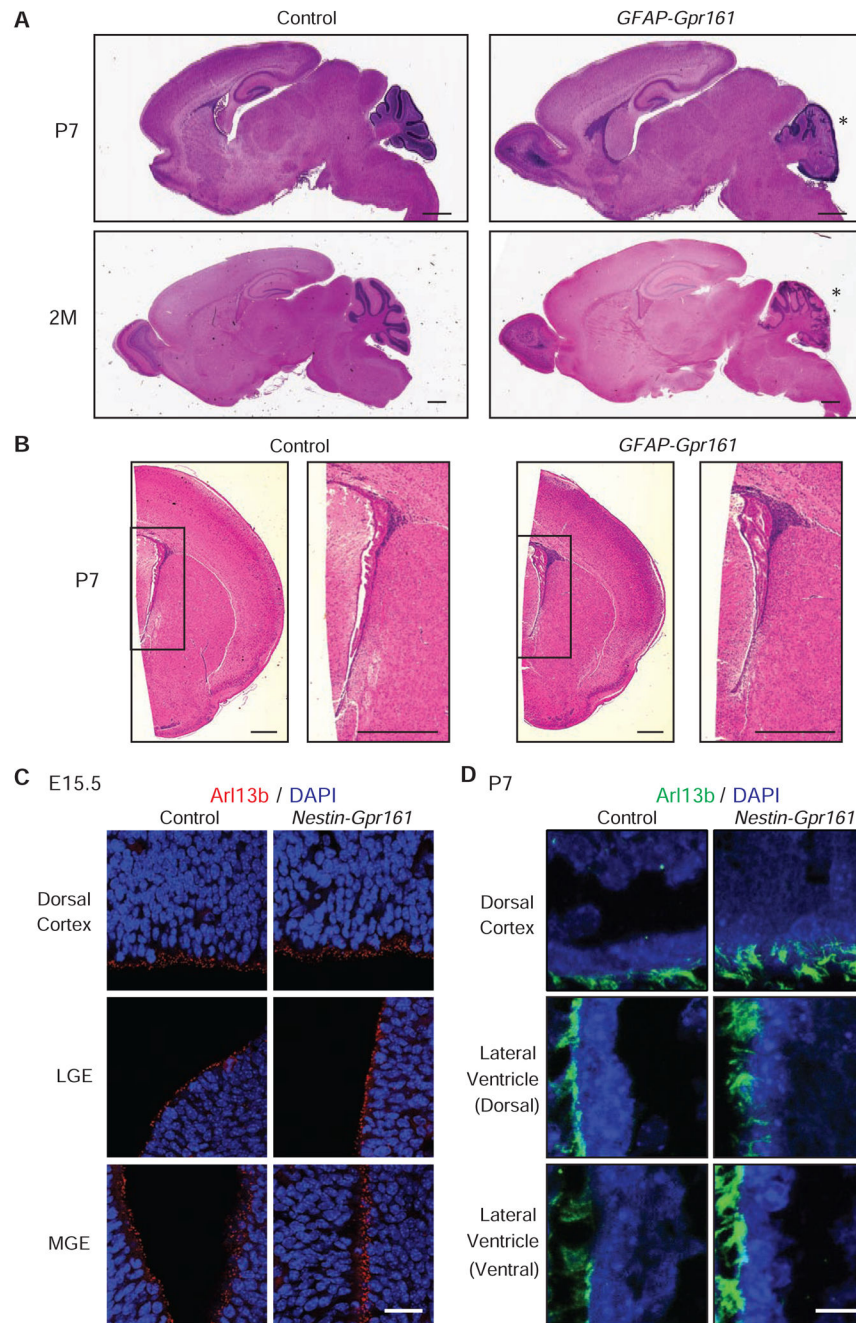 A
Control
GFAP-Gpr161
P7
*
2M
*
B
Control
GFAP-Gpr161
P7
C
E15.5
Arl13b / DAPI
Control
Nestin-Gpr161
Dorsal
Cortex
LGE
MGE
D
P7
Arl13b / DAPI
Control
Nestin-Gpr161
Dorsal
Cortex
Lateral
Ventricle
(Dorsal)
Lateral
Ventricle
(Ventral)